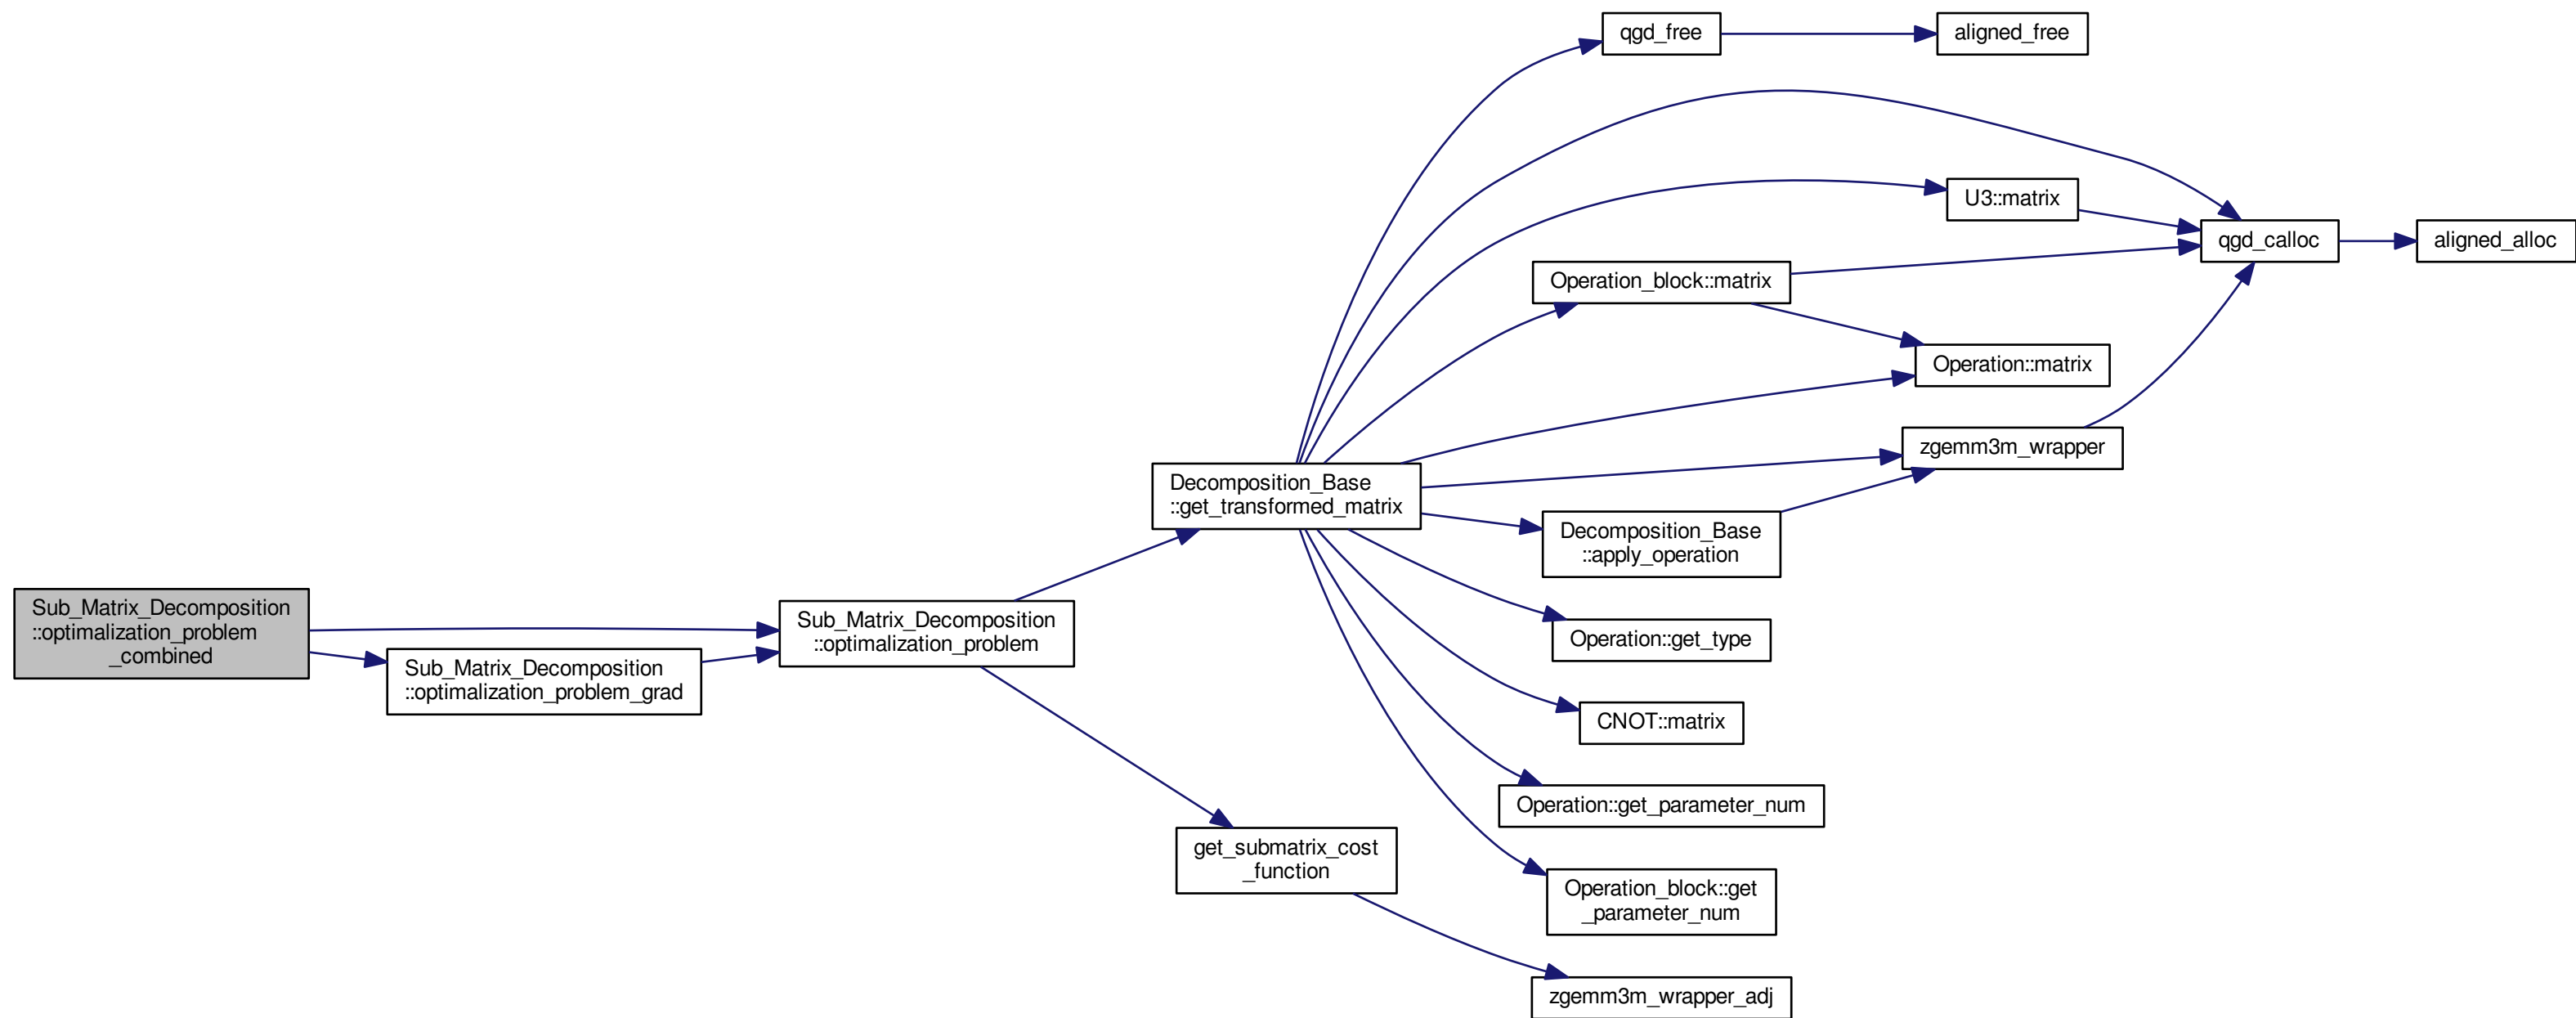 qgd_free
aligned_free
U3::matrix
qgd_calloc
aligned_alloc
Operation_block::matrix
Operation::matrix
zgemm3m_wrapper
Decomposition_Base
::get_transformed_matrix
Decomposition_Base
::apply_operation
Sub_Matrix_Decomposition
::optimalization_problem
_combined
Sub_Matrix_Decomposition
::optimalization_problem
Operation::get_type
Sub_Matrix_Decomposition
::optimalization_problem_grad
CNOT::matrix
Operation::get_parameter_num
get_submatrix_cost
_function
Operation_block::get
_parameter_num
zgemm3m_wrapper_adj